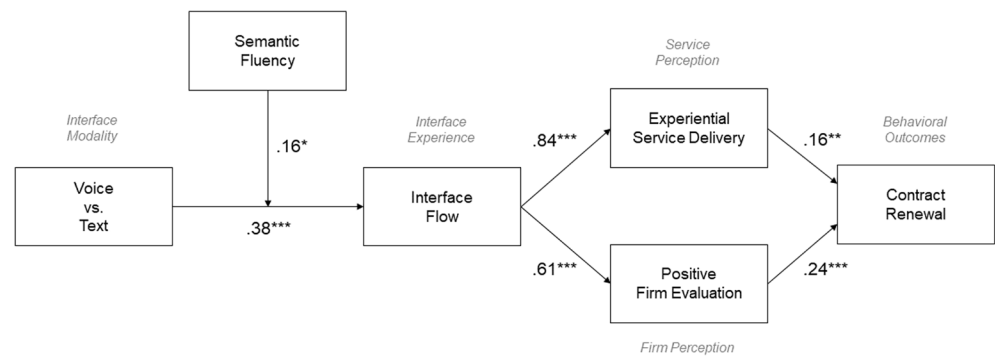 Semantic
Fluency
Service
Perception
Interface
Modality
Interface
Experience
Experiential
Service Delivery
Behavioral
Outcomes
.16*
.84***
.16**
Voice
vs.
Text
Interface
Flow
Contract
Renewal
.38***
.61***
Positive
Firm Evaluation
.24***
Firm Perception